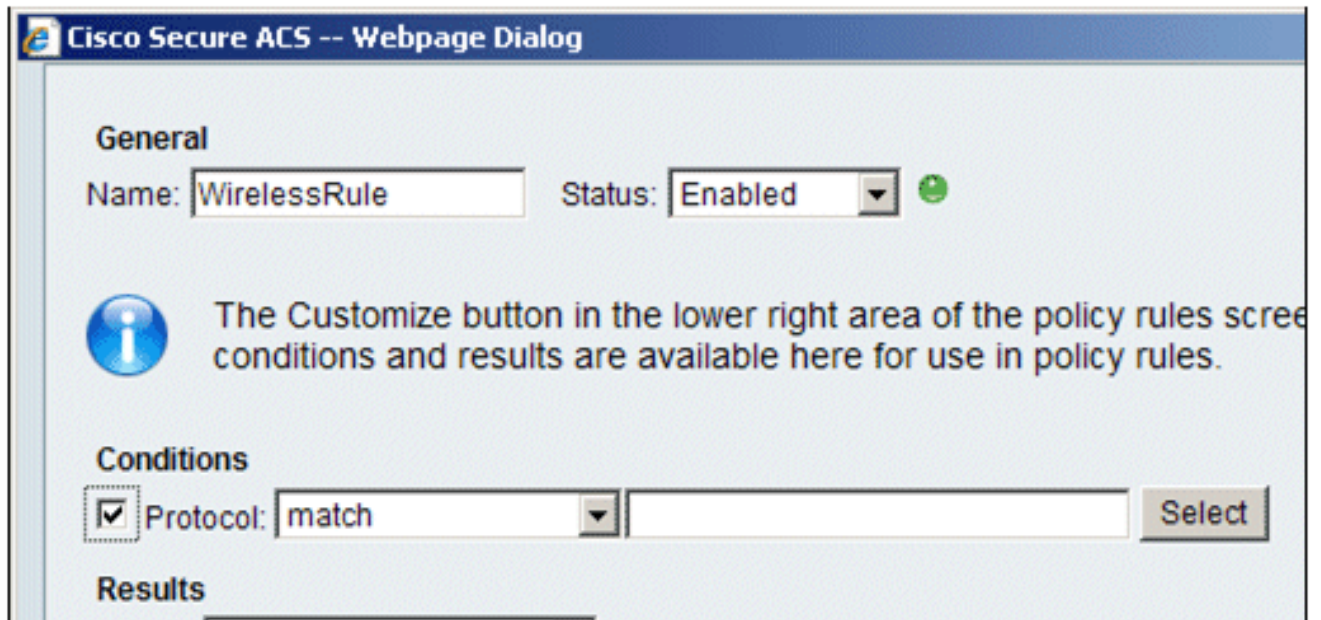 Cisco Secure ACS -- Webpage Dialog
General
Name: WirelessRule Status: Enabled
The Customize button in the lower right area of the policy rules scree
conditions and results are available here for use in policy rules.
Conditions
Protocol: match Select
Results